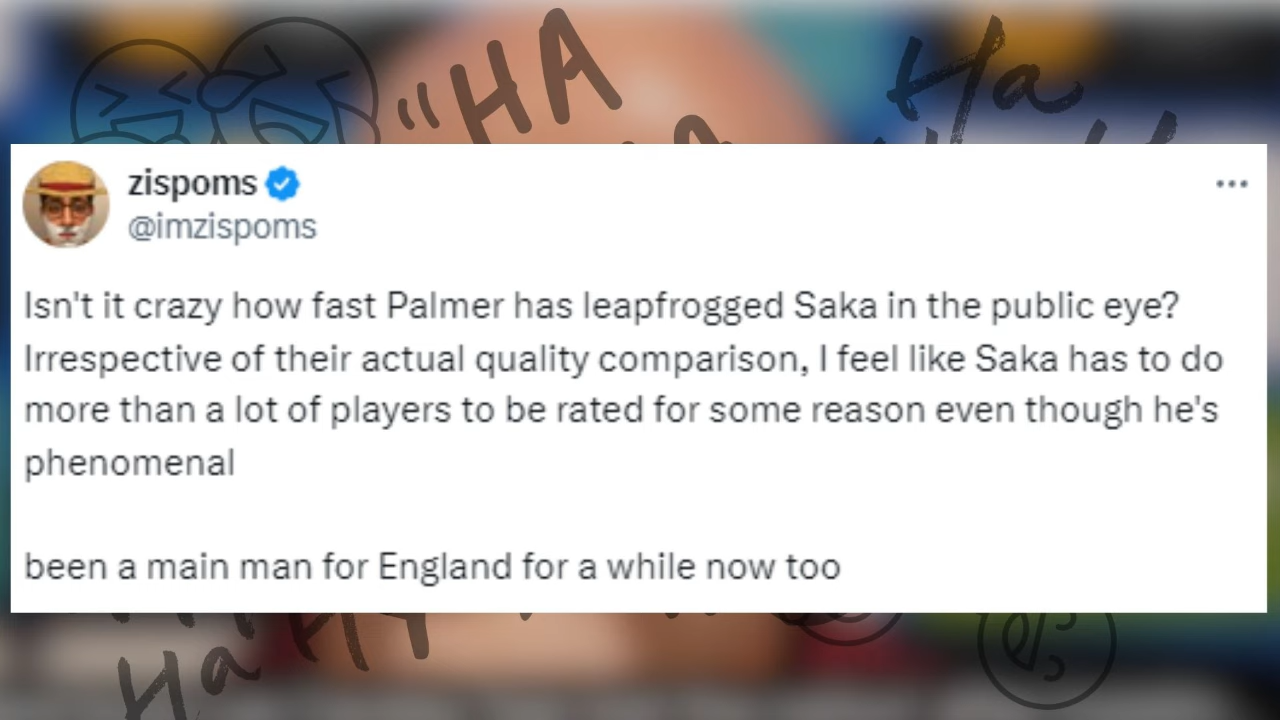 "HA
Ha
zispoms
@imzispoms
Isn't it crazy how fast Palmer has leapfrogged Saka in the public eye?
Irrespective of their actual quality comparison, I feel like Saka has to do
more than a lot of players to be rated for some reason even though he's
phenomenal
been a main man for England for a while now too
Ha